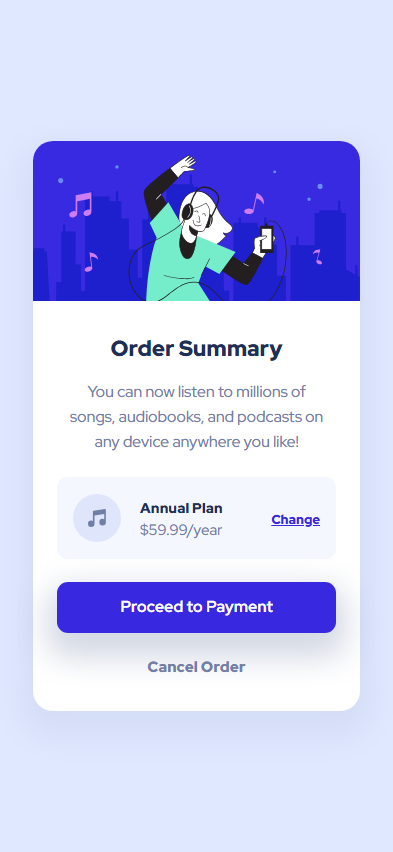 Order Summary
You can now listen to millions of
songs, audiobooks, and podcasts on
any device anywhere you like!
Annual Plan
$59.99/year
Change
Proceed to Payment
Cancel Order